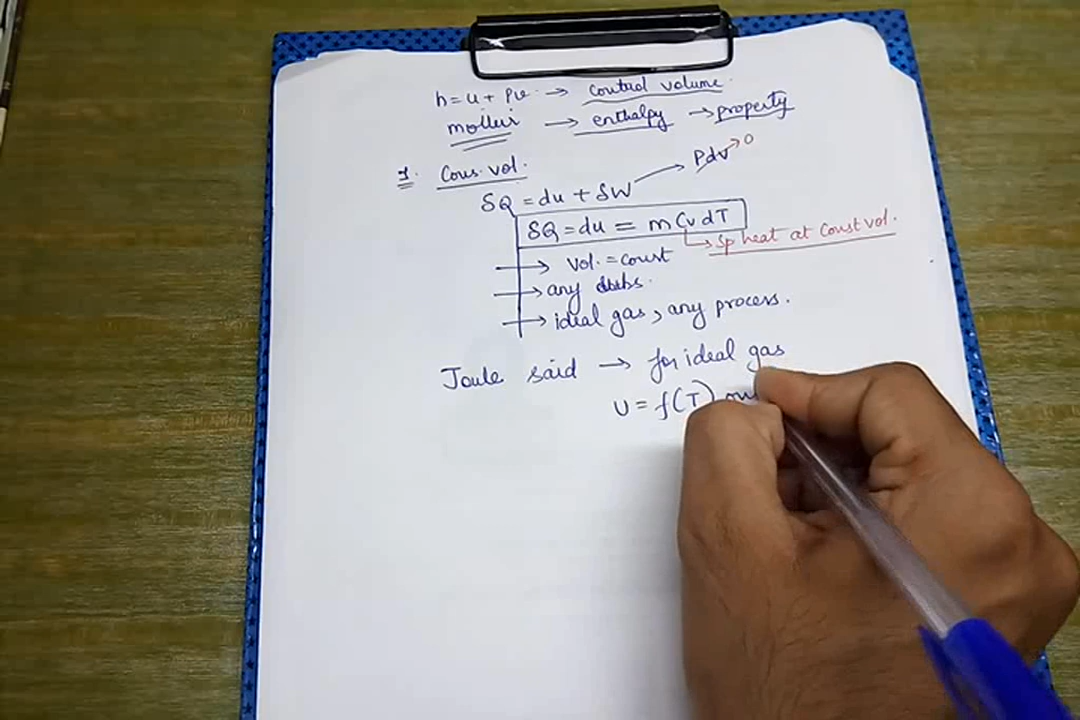 h = u + pv. → control volume.
mollier → enthalpy → property
1. Cons. vol.
δQ = du + δW → Pdv → 0
δQ = du = m Cv dT
→ Sp heat at const vol.
→ Vol. = const
→ any subs.
→ ideal gas, any process.
Joule said → for ideal gas
U = f(T)